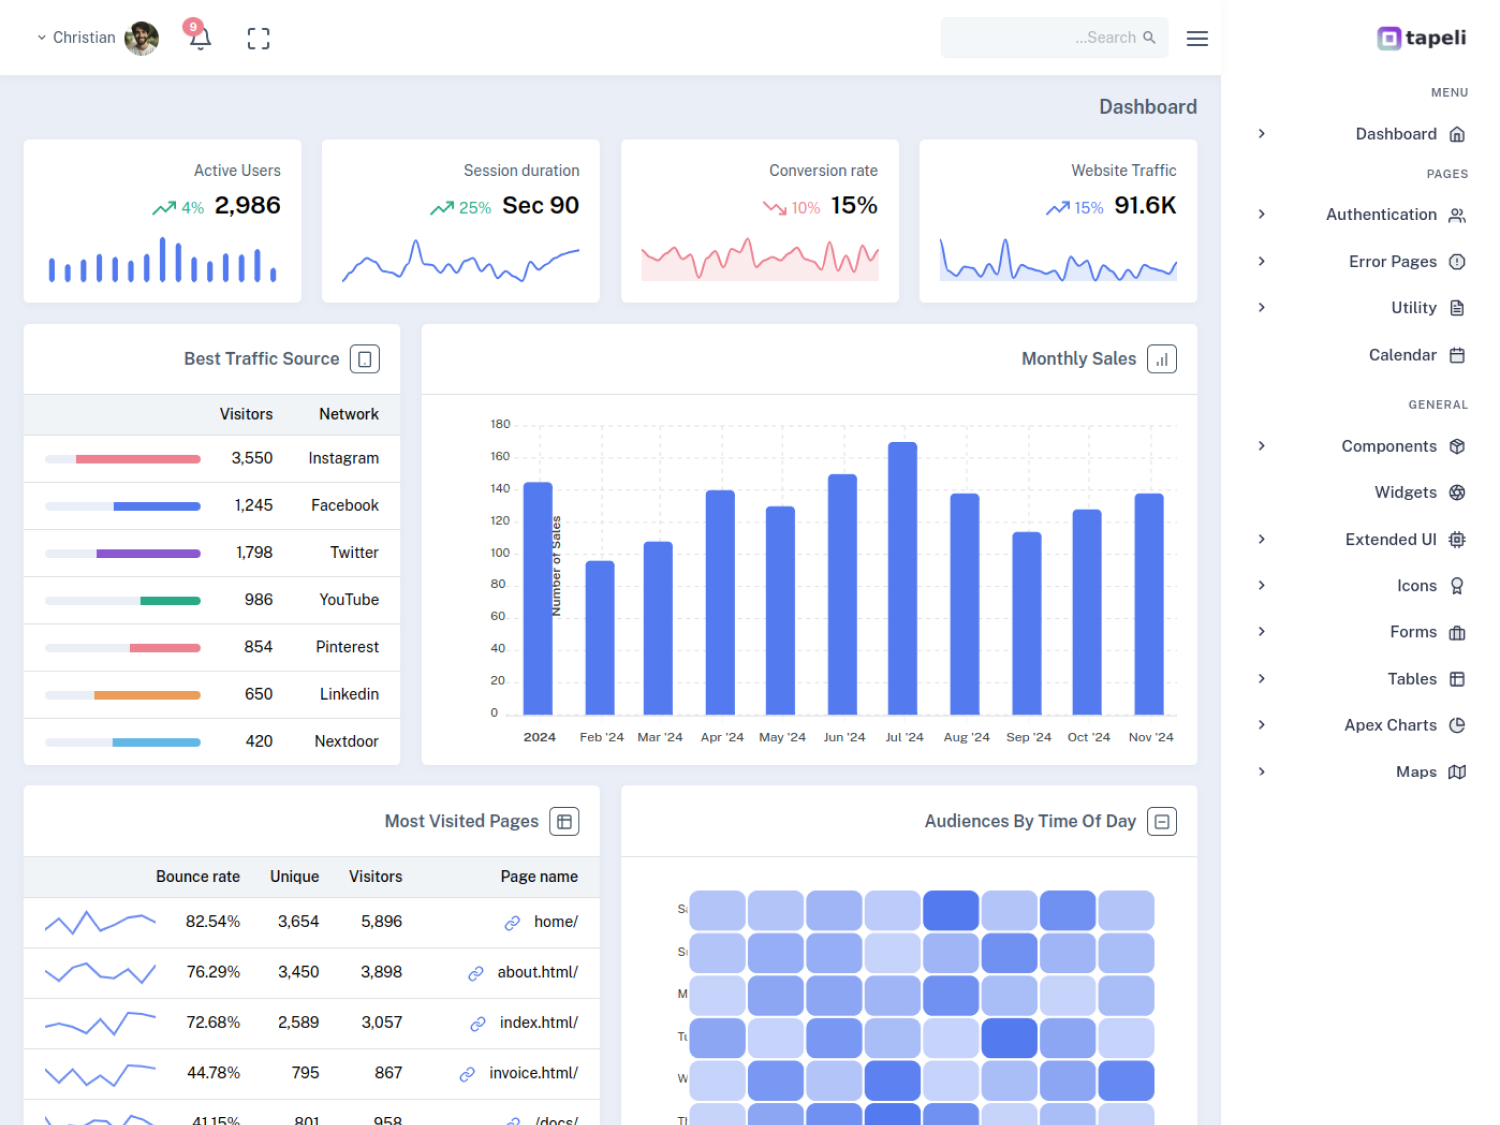 Christian
9
...Search
tapeli
MENU
Dashboard
PAGES
Authentication
Error Pages
Utility
Calendar
GENERAL
Components
Widgets
Extended UI
Icons
Forms
Tables
Apex Charts
Maps
Dashboard
Active Users
4% 2,986
Session duration
25% Sec 90
Conversion rate
10% 15%
Website Traffic
15% 91.6K
Best Traffic Source
Visitors Network
3,550 Instagram
1,245 Facebook
1,798 Twitter
986 YouTube
854 Pinterest
650 Linkedin
420 Nextdoor
Monthly Sales
180
160
140
120
100
80
60
40
20
0
Number of Sales
2024 Feb '24 Mar '24 Apr '24 May '24 Jun '24 Jul '24 Aug '24 Sep '24 Oct '24 Nov '24
Most Visited Pages
Bounce rate Unique Visitors Page name
82.54% 3,654 5,896 home/
76.29% 3,450 3,898 about.html/
72.68% 2,589 3,057 index.html/
44.78% 795 867 invoice.html/
41.15% 801 958 /docs/
Audiences By Time Of Day